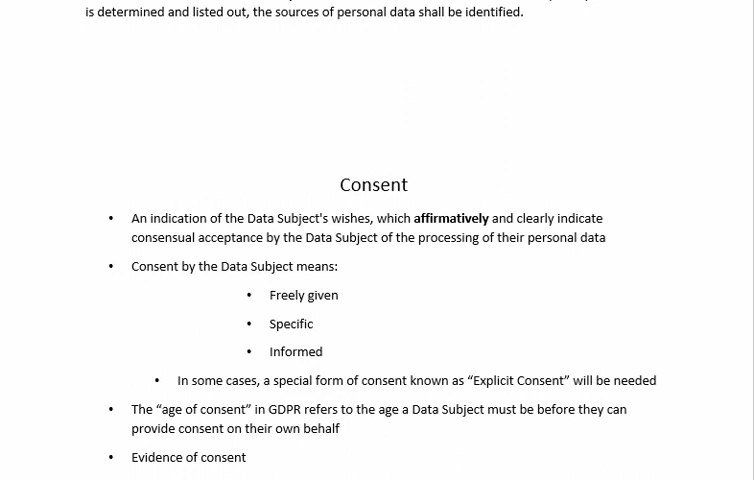 is determined and listed out, the sources of personal data shall be identified.
Consent
• An indication of the Data Subject's wishes, which affirmatively and clearly indicate
consensual acceptance by the Data Subject of the processing of their personal data
• Consent by the Data Subject means:
• Freely given
• Specific
• Informed
• In some cases, a special form of consent known as “Explicit Consent” will be needed
• The “age of consent” in GDPR refers to the age a Data Subject must be before they can
provide consent on their own behalf
• Evidence of consent